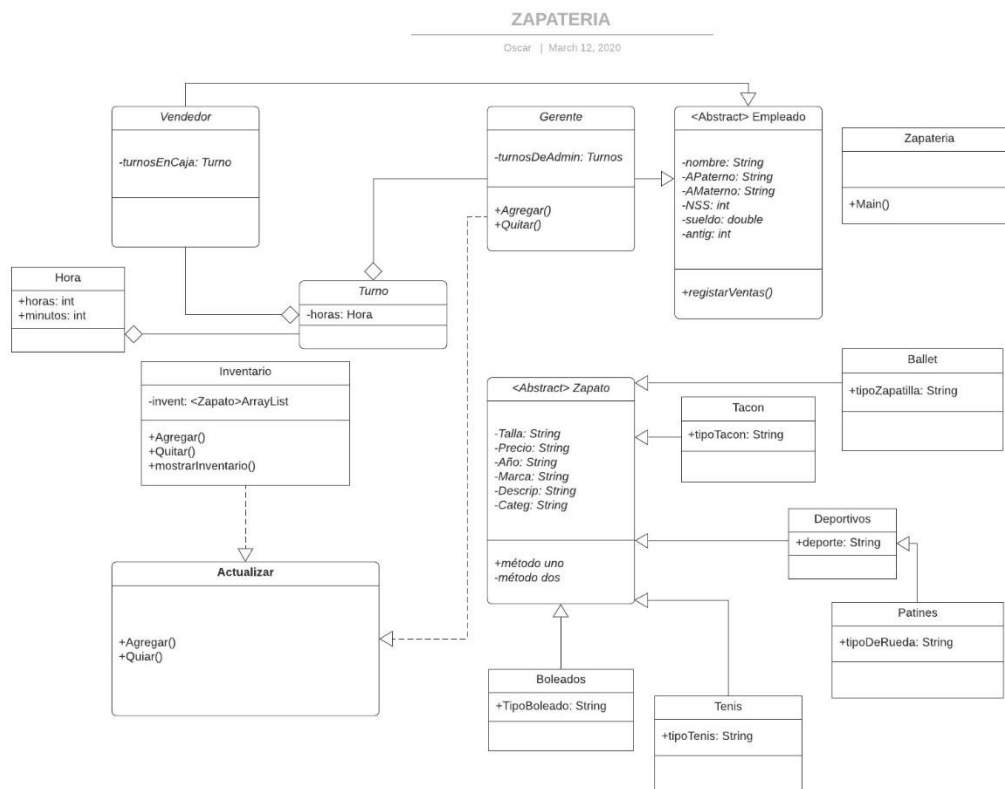 ZAPATERIA
Oscar | March 12, 2020
Vendedor
-turnosEnCaja: Turno
Gerente
-turnosDeAdmin: Turnos
+Agregar()
+Quitar()
<Abstract> Empleado
-nombre: String
-APaterno: String
-AMaterno: String
-NSS: int
-sueldo: double
-antig: int
+registarVentas()
Zapateria
+Main()
Hora
+horas: int
+minutos: int
Turno
-horas: Hora
Inventario
-invent: <Zapato>ArrayList
+Agregar()
+Quitar()
+mostrarInventario()
<Abstract> Zapato
-Talla: String
-Precio: String
-Año: String
-Marca: String
-Descrip: String
-Categ: String
+método uno
-método dos
Ballet
+tipoZapatilla: String
Tacon
+tipoTacon: String
Deportivos
+deporte: String
Patines
+tipoDeRueda: String
Actualizar
+Agregar()
+Quiar()
Boleados
+TipoBoleado: String
Tenis
+tipoTenis: String